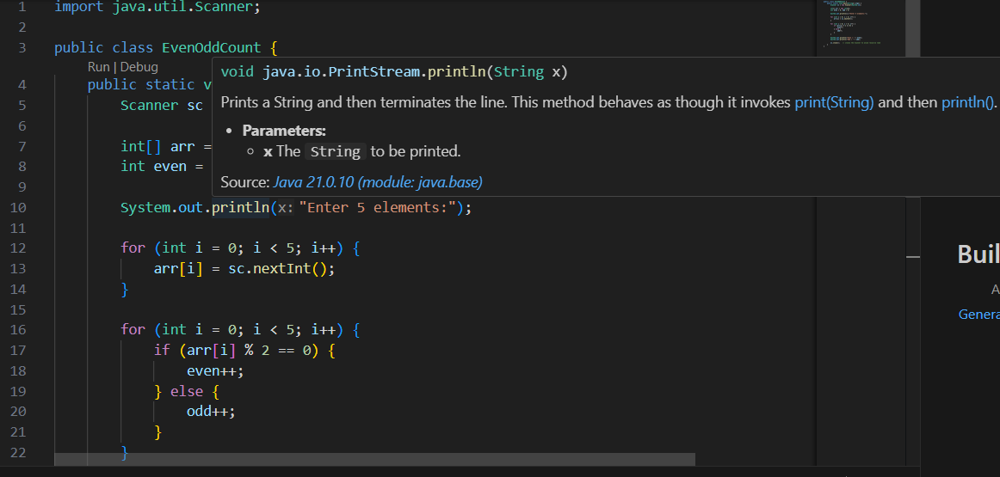 1 import java.util.Scanner;
2
3 public class EvenOddCount {
Run | Debug
4 public static v
5 Scanner sc
6
7 int[] arr =
8 int even =
9
void java.io.PrintStream.println(String x)
Prints a String and then terminates the line. This method behaves as though it invokes print(String) and then println().
• Parameters:
○ x The String to be printed.
Source: Java 21.0.10 (module: java.base)
10 System.out.println(x: "Enter 5 elements:");
11
12 for (int i = 0; i < 5; i++) {
13 arr[i] = sc.nextInt();
14 }
15
16 for (int i = 0; i < 5; i++) {
17 if (arr[i] % 2 == 0) {
18 even++;
19 } else {
20 odd++;
21 }
22 }
Buil
A
Genera